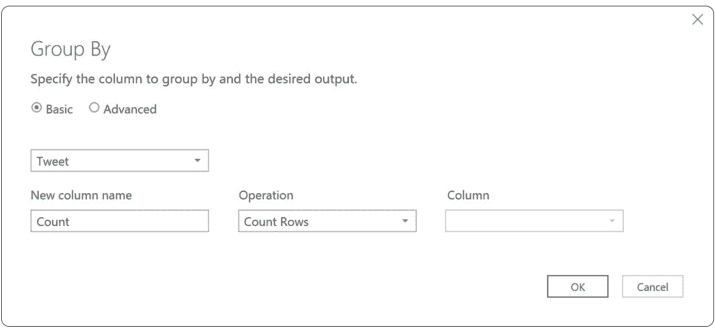 Group By
Specify the column to group by and the desired output.
Basic Advanced
Tweet
New column name Operation Column
Count Count Rows
OK Cancel